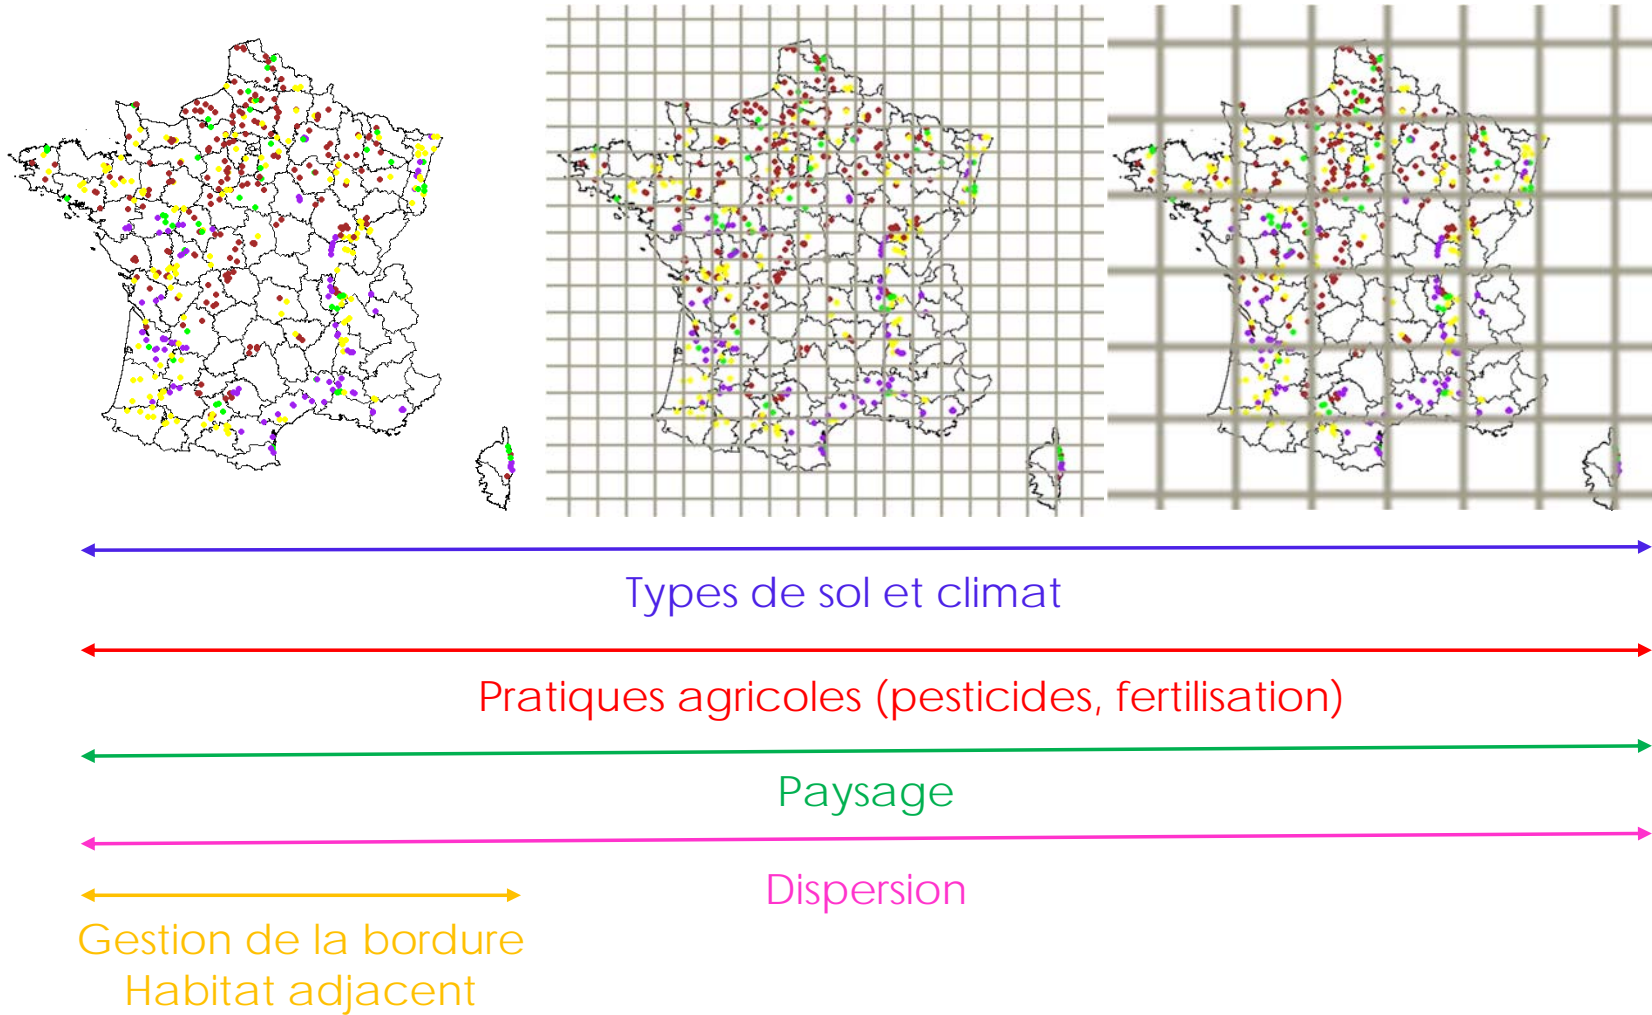 Types de sol et climat
Pratiques agricoles (pesticides, fertilisation)
Paysage
Dispersion
Gestion de la bordure
Habitat adjacent